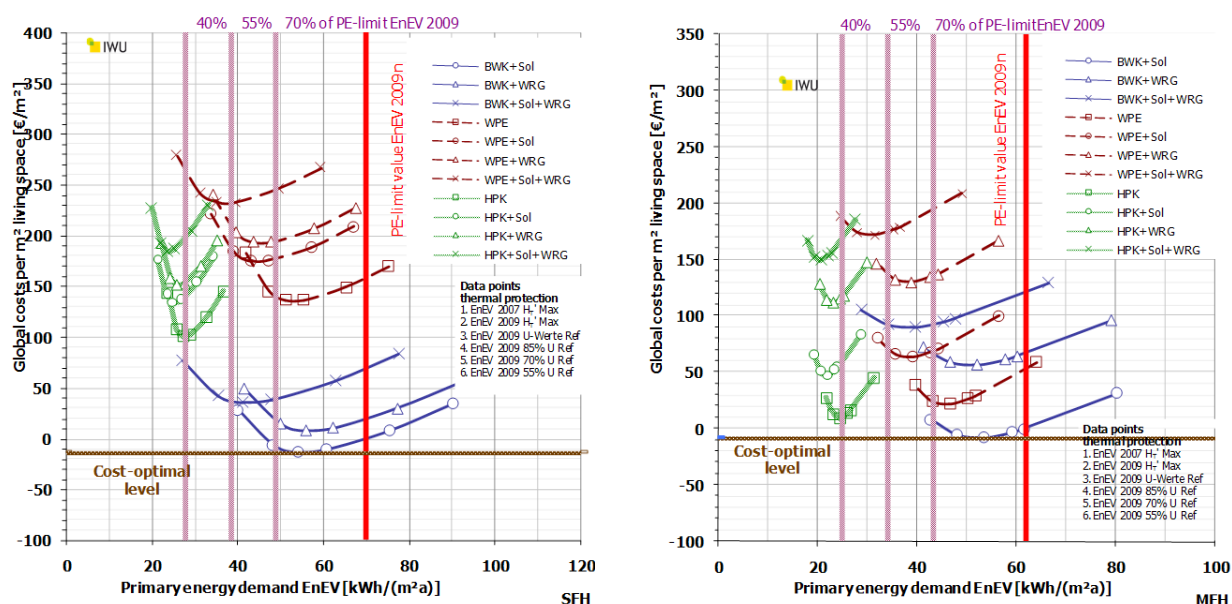 40% 55% 70% of PE-limit EnEV 2009
400
350
300
250
200
150
100
50
0
-50
-100
Global costs per m² living space [€/m²]
IWU
PE-limit value EnEV 2009 n
BWK+Sol
BWK+WRG
BWK+Sol+WRG
WPE
WPE+Sol
WPE+WRG
WPE+Sol+WRG
HPK
HPK+Sol
HPK+WRG
HPK+Sol+WRG
Data points
thermal protection
1. EnEV 2007 H_T' Max
2. EnEV 2009 H_T' Max
3. EnEV 2009 U-Werte Ref
4. EnEV 2009 85% U Ref
5. EnEV 2009 70% U Ref
6. EnEV 2009 55% U Ref
Cost-optimal
level
0 20 40 60 80 100 120
Primary energy demand EnEV [kWh/(m²a)]
SFH
40% 55% 70% of PE-limit EnEV 2009
350
300
250
200
150
100
50
0
-50
-100
Global costs per m² living space [€/m²]
IWU
PE-limit value EnEV 2009
BWK+Sol
BWK+WRG
BWK+Sol+WRG
WPE
WPE+Sol
WPE+WRG
WPE+Sol+WRG
HPK
HPK+Sol
HPK+WRG
HPK+Sol+WRG
Cost-optimal
level
Data points
thermal protection
1. EnEV 2007 H_T' Max
2. EnEV 2009 H_T' Max
3. EnEV 2009 U-Werte Ref
4. EnEV 2009 85% U Ref
5. EnEV 2009 70% U Ref
6. EnEV 2009 55% U Ref
0 20 40 60 80 100
Primary energy demand EnEV [kWh/(m²a)]
MFH